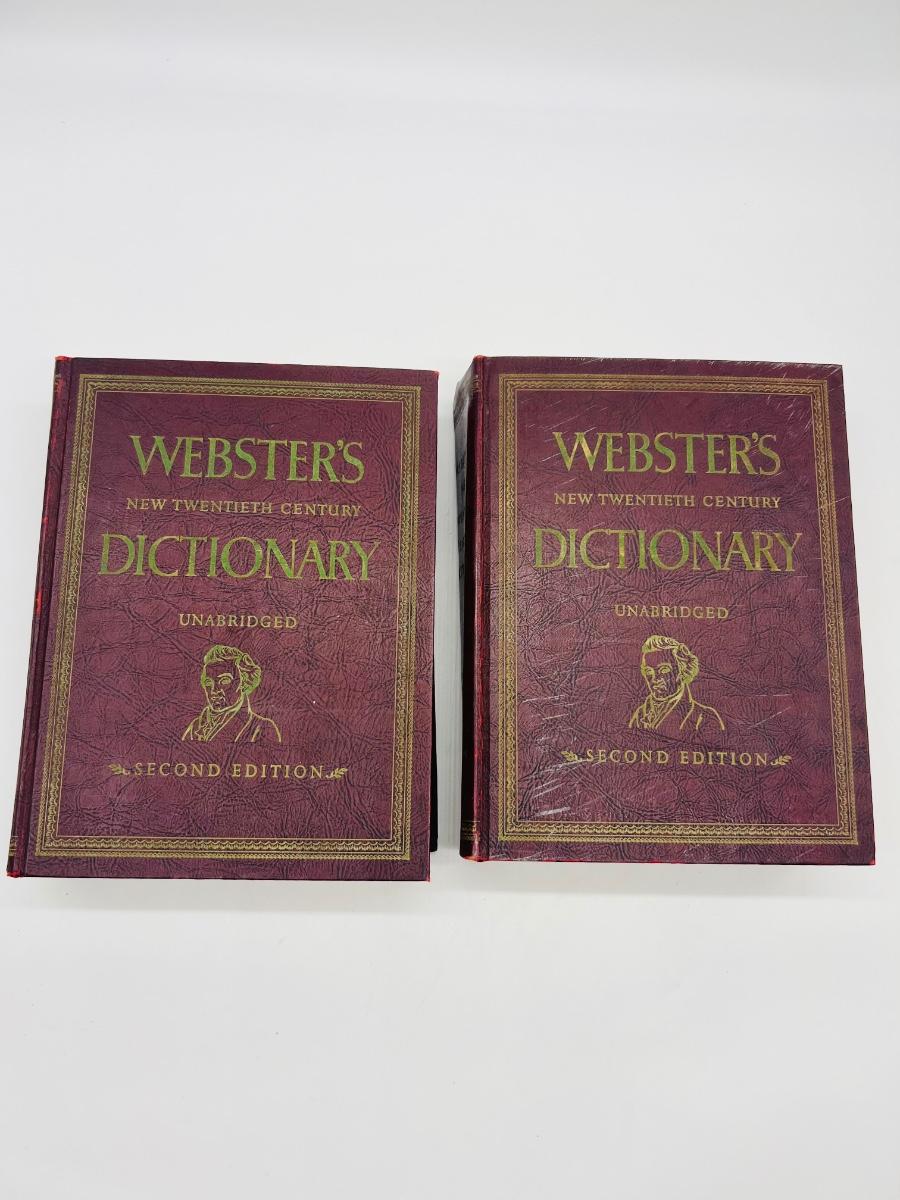 WEBSTER'S
NEW TWENTIETH CENTURY
DICTIONARY
UNABRIDGED
SECOND EDITION
WEBSTER'S
NEW TWENTIETH CENTURY
DICTIONARY
UNABRIDGED
SECOND EDITION